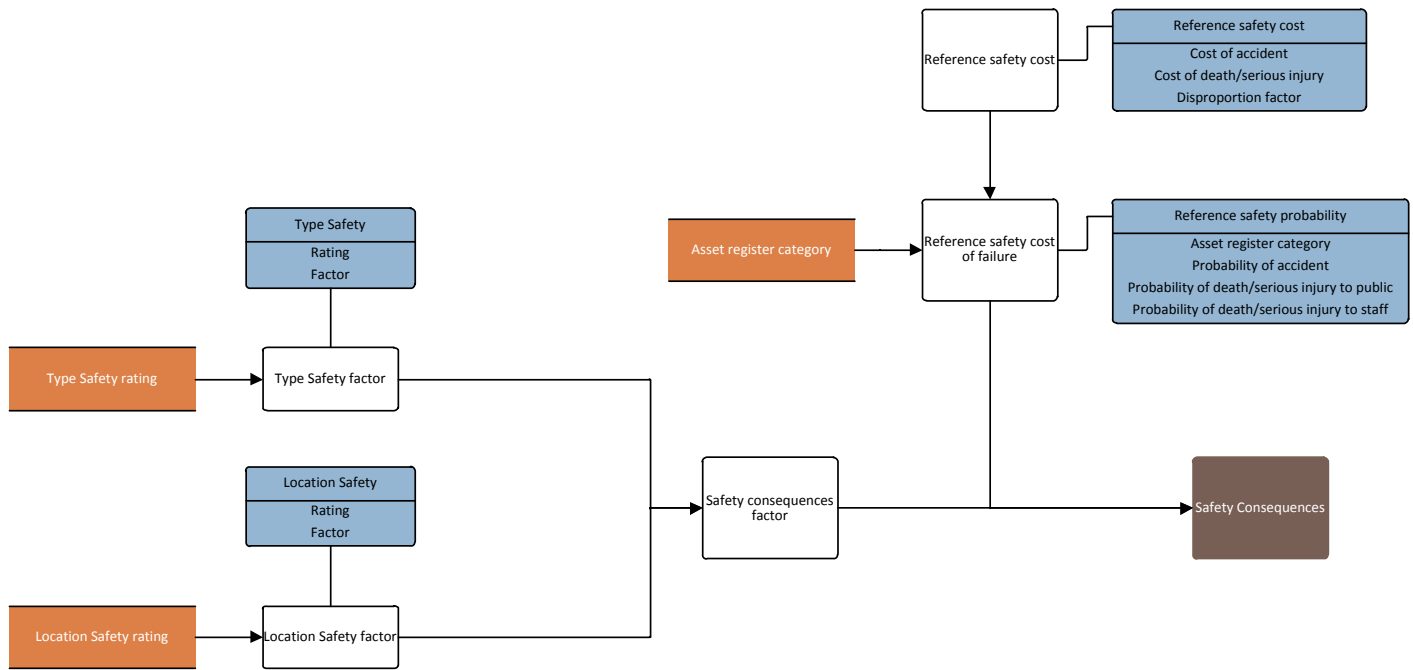 Reference safety cost
Reference safety cost
Cost of accident
Cost of death/serious injury
Disproportion factor
Type Safety
Rating
Factor
Asset register category
Reference safety cost
of failure
Reference safety probability
Asset register category
Probability of accident
Probability of death/serious injury to public
Probability of death/serious injury to staff
Type Safety rating
Type Safety factor
Location Safety
Rating
Factor
Safety consequences
factor
Safety Consequences
Location Safety rating
Location Safety factor